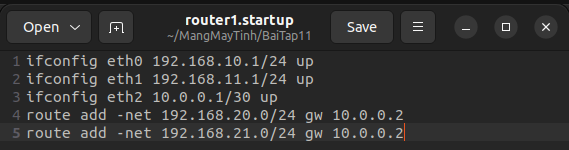 Open
router1.startup
~/MangMayTinh/BaiTap11
Save
1 ifconfig eth0 192.168.10.1/24 up
2 ifconfig eth1 192.168.11.1/24 up
3 ifconfig eth2 10.0.0.1/30 up
4 route add -net 192.168.20.0/24 gw 10.0.0.2
5 route add -net 192.168.21.0/24 gw 10.0.0.2